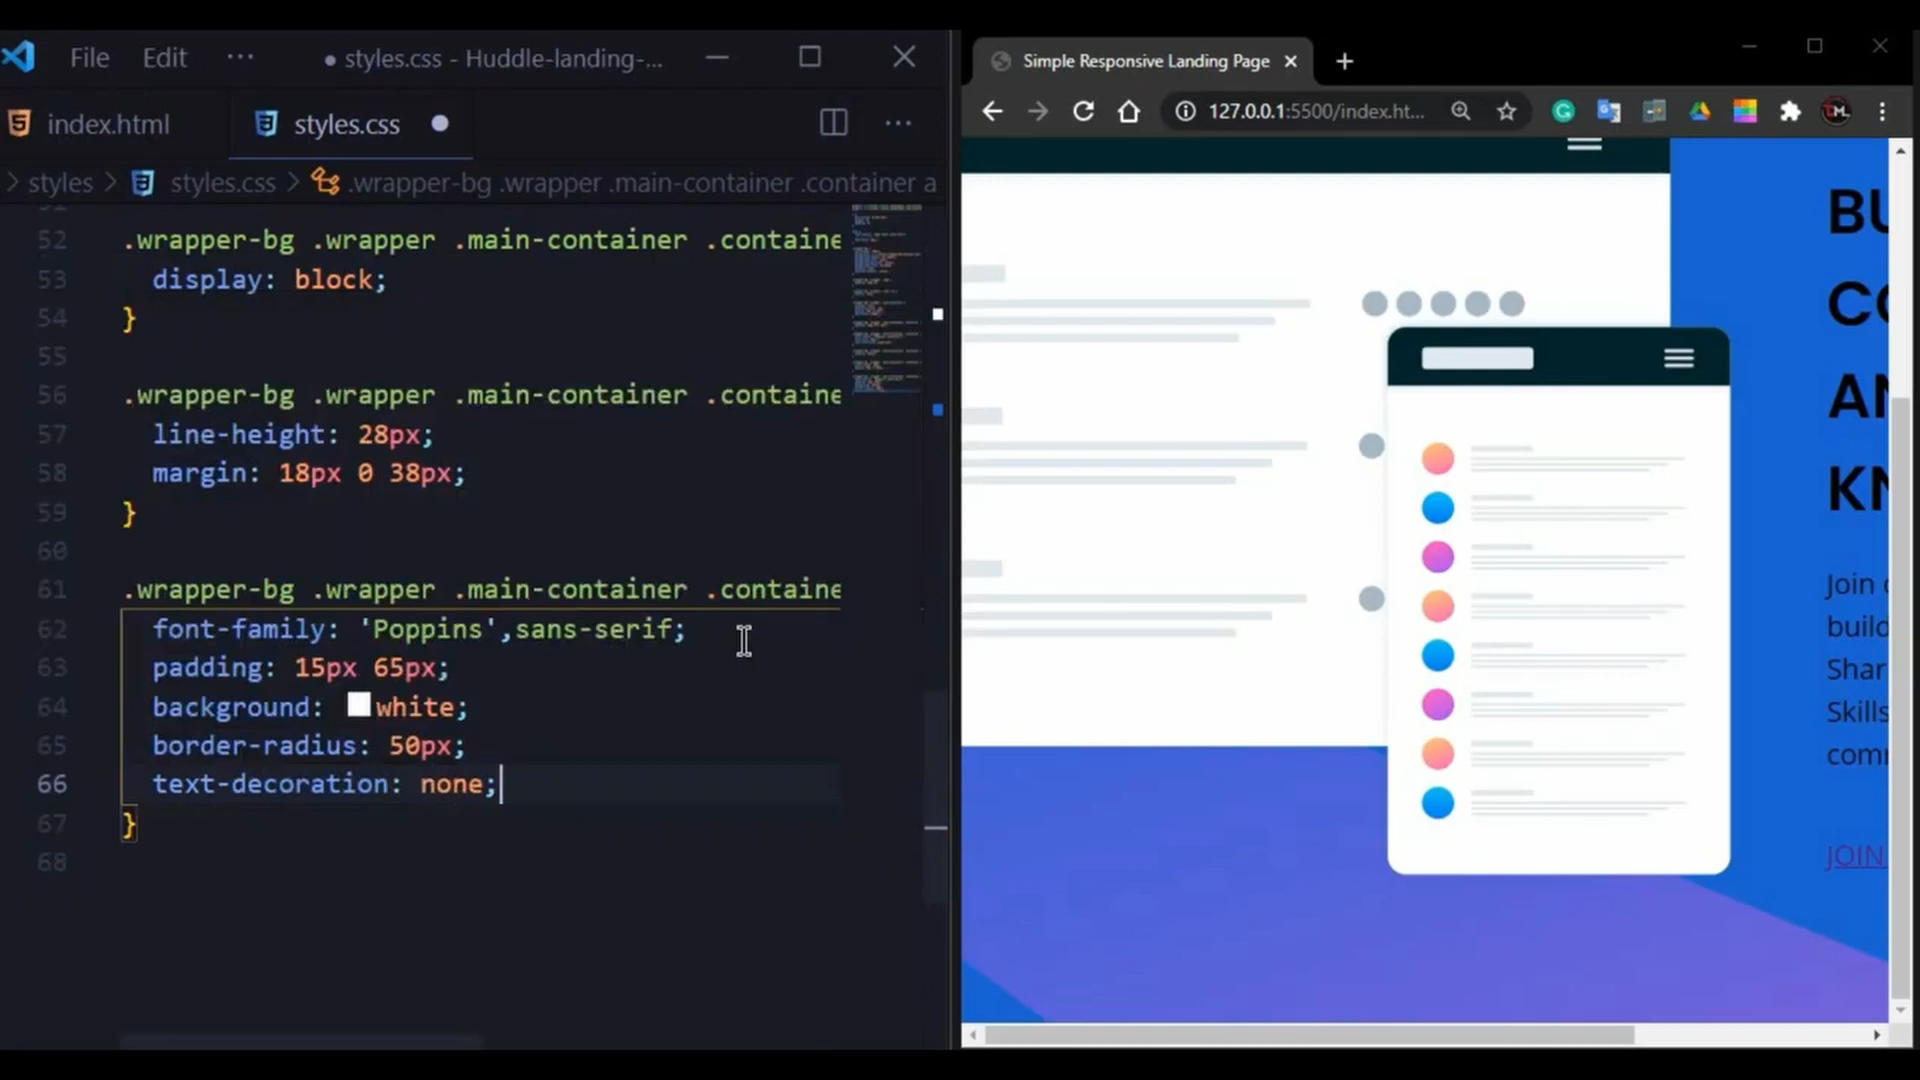 File Edit ··· ● styles.css - Huddle-landing-...
index.html styles.css ●
> styles > styles.css > .wrapper-bg .wrapper .main-container .container a
52 .wrapper-bg .wrapper .main-container .containe
53 display: block;
54 }
55
56 .wrapper-bg .wrapper .main-container .containe
57 line-height: 28px;
58 margin: 18px 0 38px;
59 }
60
61 .wrapper-bg .wrapper .main-container .containe
62 font-family: 'Poppins',sans-serif;
63 padding: 15px 65px;
64 background: white;
65 border-radius: 50px;
66 text-decoration: none;
67 }
68
Simple Responsive Landing Page
127.0.0.1:5500/index.ht...
BU
CO
AN
KN
Join
build
Shar
Skills
comm
JOIN